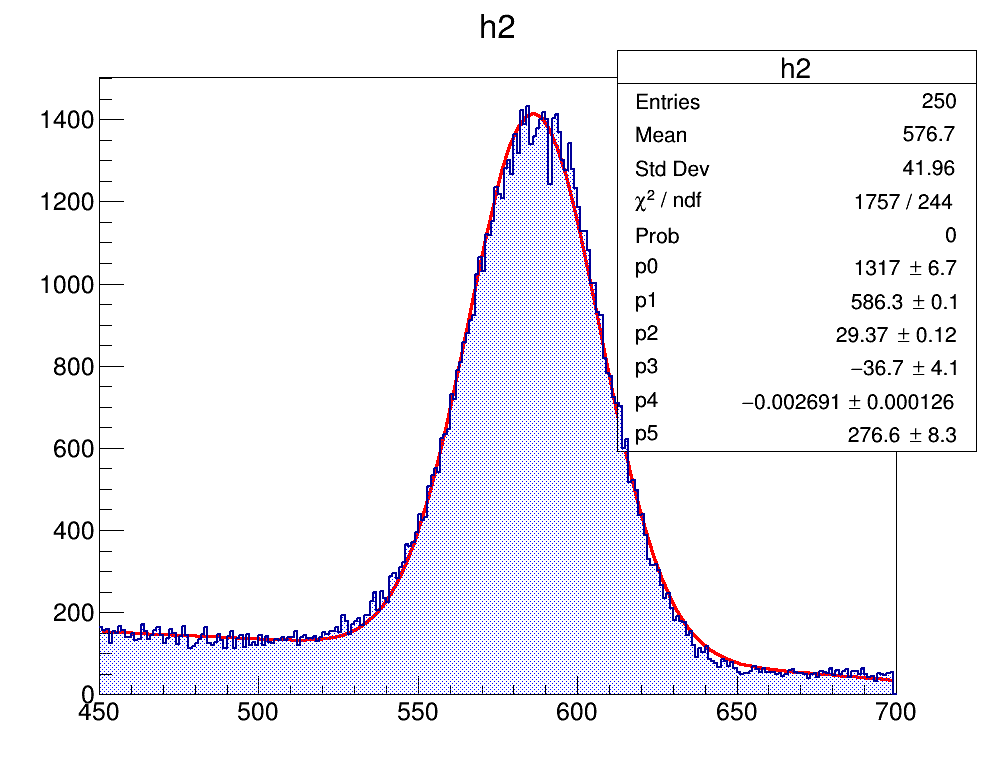 h2
h2
Entries 250
Mean 576.7
Std Dev 41.96
χ² / ndf 1757 / 244
Prob 0
p0 1317 ± 6.7
p1 586.3 ± 0.1
p2 29.37 ± 0.12
p3 −36.7 ± 4.1
p4 −0.002691 ± 0.000126
p5 276.6 ± 8.3
1400
1200
1000
800
600
400
200
0
450 500 550 600 650 700